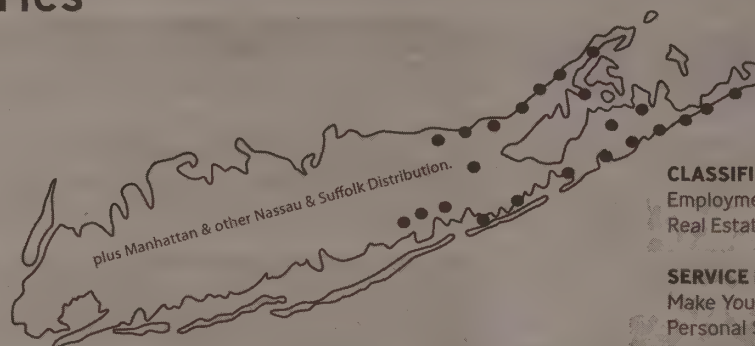 plus Manhattan & other Nassau & Suffolk Distribution.
CLASSIFI
Employme
Real Estat
SERVICE
Make You
Personal S